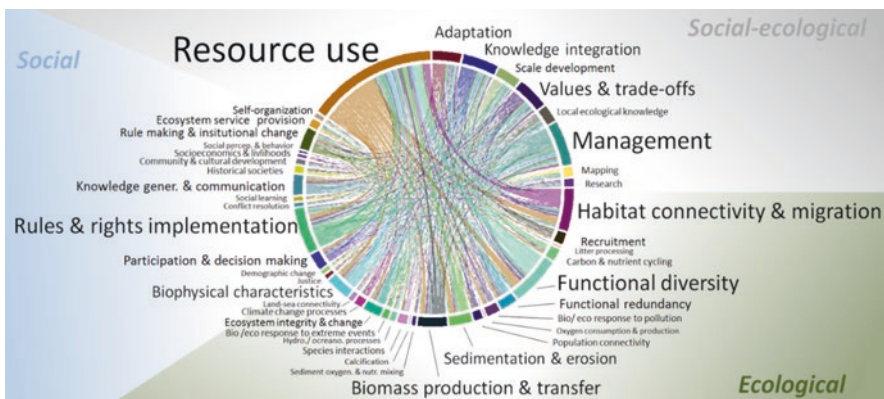 Social
Social-ecological
Resource use
Self-organization
Ecosystem service provision
Rule making & insitutional change
Social percep. & behavior
Socioeconomics & livlihoods
Community & cultural development
Historical societies
Knowledge gener. & communication
Social learning
Conflict resolution
Rules & rights implementation
Participation & decision making
Demographic change
Justice
Biophysical characteristics
Land-sea connectivity
Climate change processes
Ecosystem integrity & change
Bio /eco response to extreme events
Hydro./ oceano. processes
Species interactions
Calcification
Sediment oxygen. & nutr. mixing
Biomass production & transfer
Adaptation
Knowledge integration
Scale development
Values & trade-offs
Local ecological knowledge
Management
Mapping
Research
Habitat connectivity & migration
Recruitment
Litter processing
Carbon & nutrient cycling
Functional diversity
Functional redundancy
Bio/ eco response to pollution
Oxygen consumption & production
Population connectivity
Sedimentation & erosion
Ecological